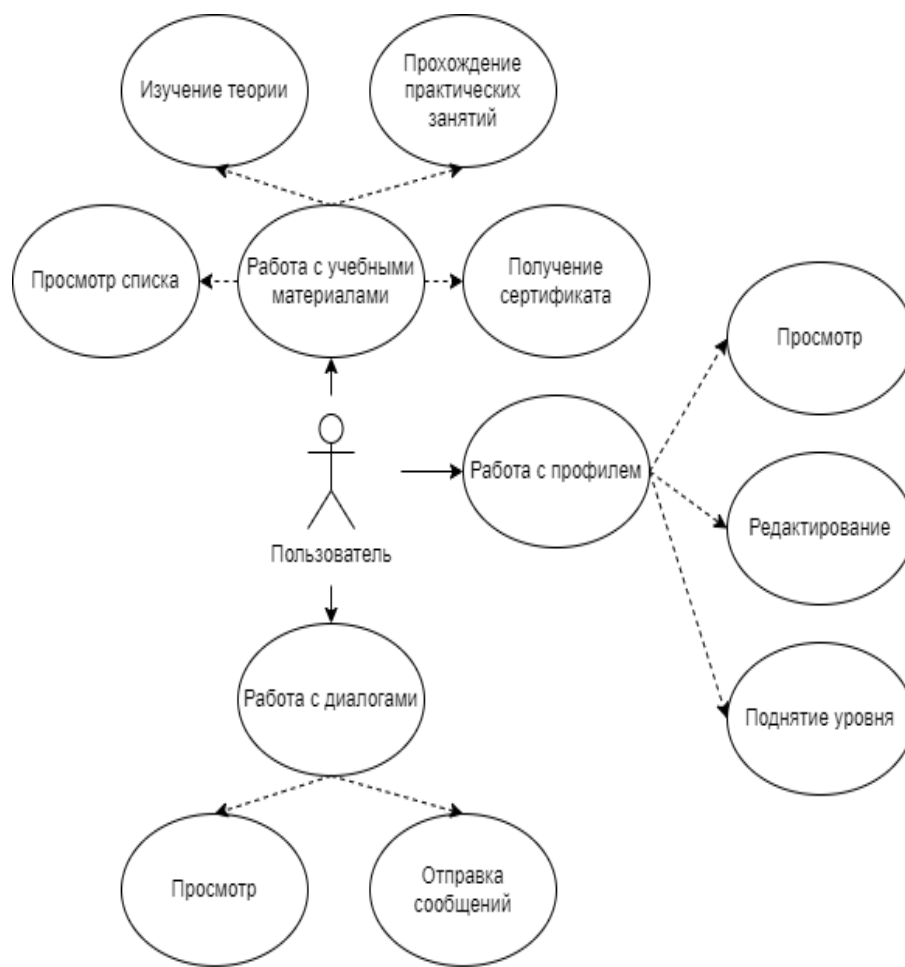 Изучение теории
Прохождение
практических
занятий
Просмотр списка
Работа с учебными
материалами
Получение
сертификата
Просмотр
Работа с профилем
Редактирование
Пользователь
Работа с диалогами
Поднятие уровня
Просмотр
Отправка
сообщений